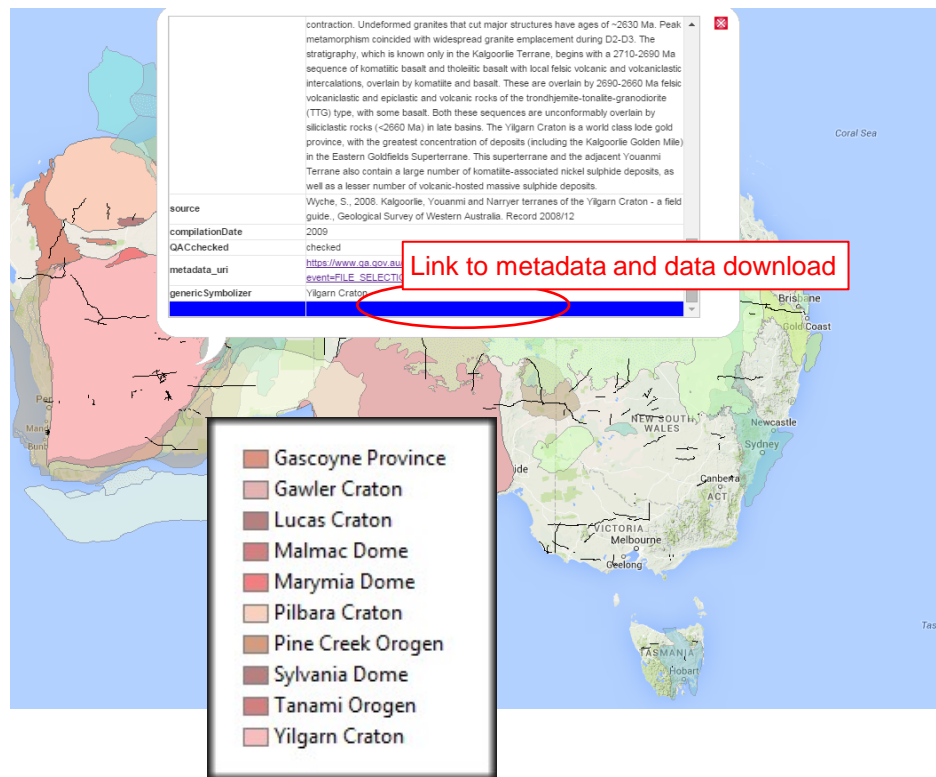 contraction. Undeformed granites that cut major structures have ages of ~2630 Ma. Peak
metamorphism coincided with widespread granite emplacement during D2-D3. The
stratigraphy, which is known only in the Kalgoorlie Terrane, begins with a 2710-2690 Ma
sequence of komatiitic basalt and tholeiitic basalt with local felsic volcanic and volcaniclastic
intercalations, overlain by komatiite and basalt. These are overlain by 2690-2660 Ma felsic
volcaniclastic and epiclastic and volcanic rocks of the trondhjemite-tonalite-granodiorite
(TTG) type, with some basalt. Both these sequences are unconformably overlain by
siliciclastic rocks (<2660 Ma) in late basins. The Yilgarn Craton is a world class lode gold
province, with the greatest concentration of deposits (including the Kalgoorlie Golden Mile)
in the Eastern Goldfields Superterrane. This superterrane and the adjacent Youanmi
Terrane also contain a large number of komatiite-associated nickel sulphide deposits, as
well as a lesser number of volcanic-hosted massive sulphide deposits.
source
Wyche, S., 2008. Kalgoorlie, Youanmi and Narryer terranes of the Yilgarn Craton - a field
guide., Geological Survey of Western Australia. Record 2008/12
compilationDate 2009
QACchecked checked
metadata_uri
https://www.ga.gov.au/
event=FILE_SELECTIO
genericSymbolizer Yilgarn Craton
Link to metadata and data download
Coral Sea
Brisbane
Gold Coast
Per
Mand
Bunb
NEW SOUTH
WALES
Newcastle
Sydney
ide
Canberra
ACT
VICTORIA
Melbourne
Geelong
TASMANIA
Hobart
Tas
Gascoyne Province
Gawler Craton
Lucas Craton
Malmac Dome
Marymia Dome
Pilbara Craton
Pine Creek Orogen
Sylvania Dome
Tanami Orogen
Yilgarn Craton